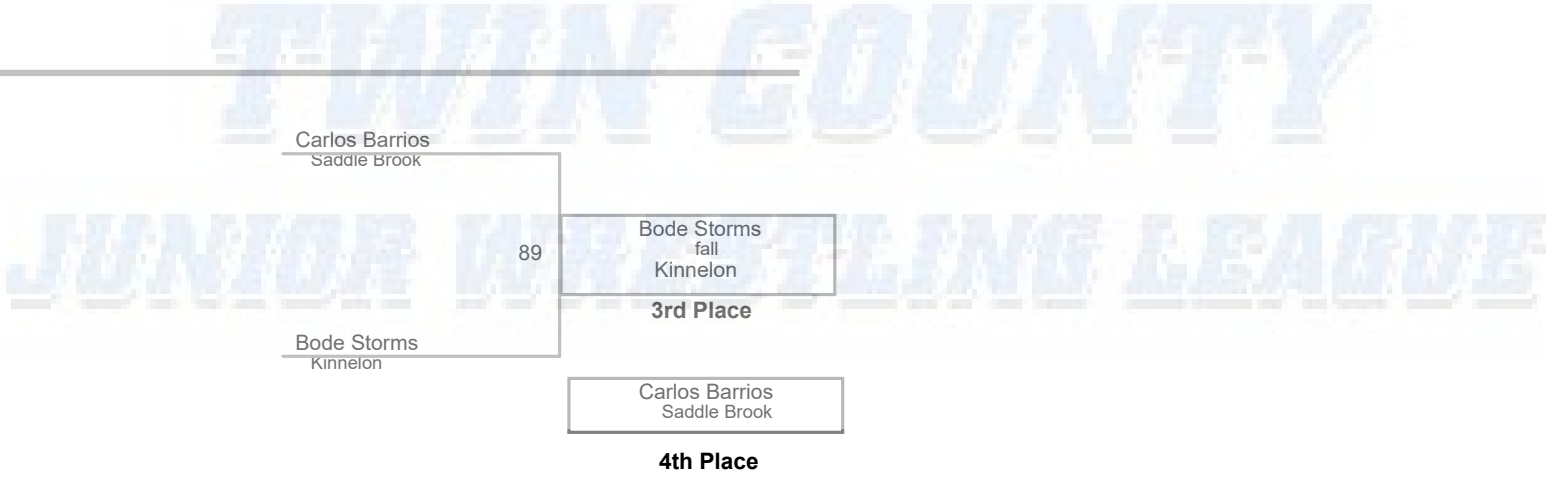 TWIN COUNTY
JUNIOR WRESTLING LEAGUE
Carlos Barrios
Saddle Brook
89
Bode Storms
fall
Kinnelon
3rd Place
Bode Storms
Kinnelon
Carlos Barrios
Saddle Brook
4th Place